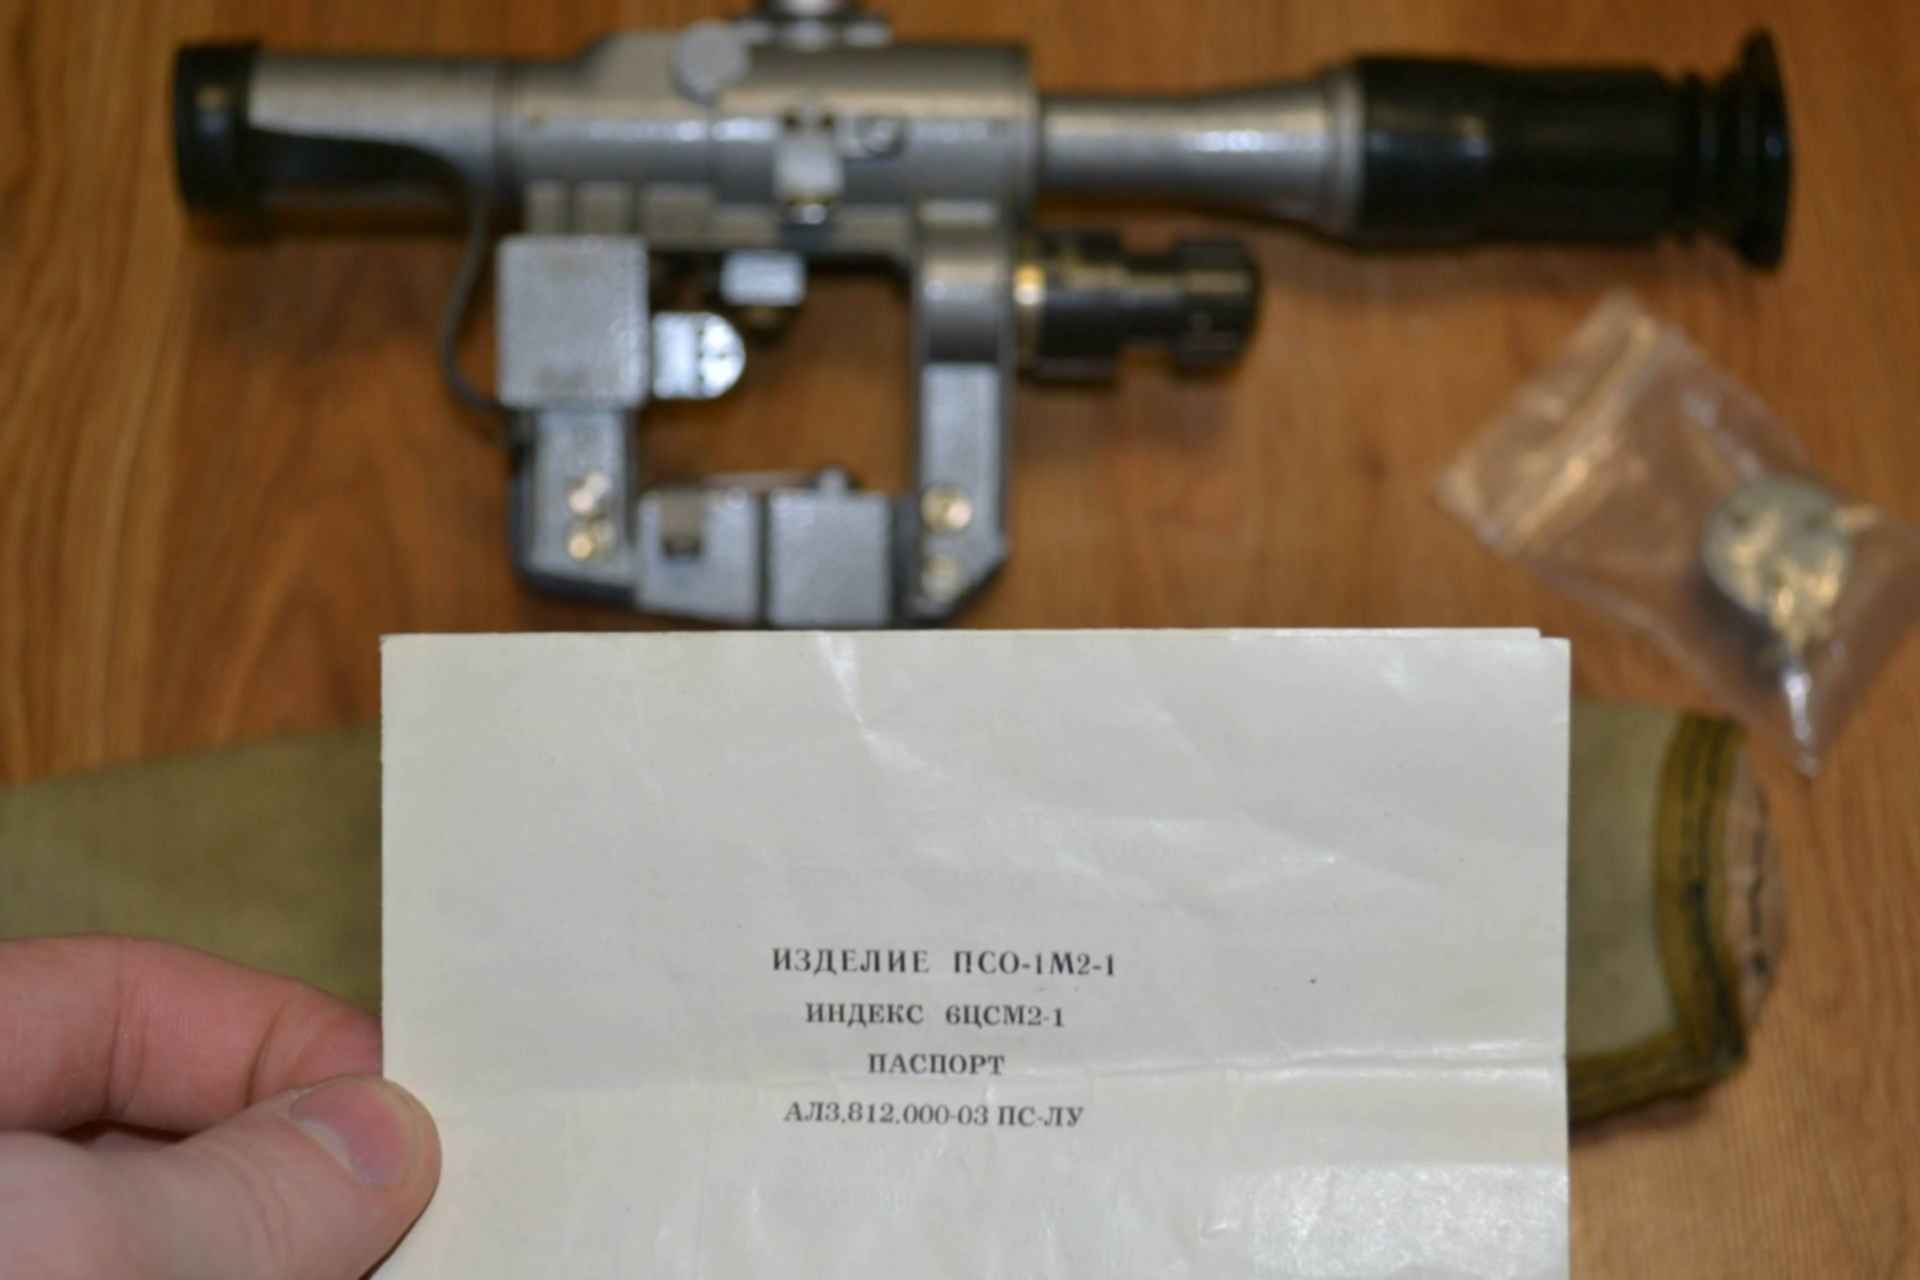 ИЗДЕЛИЕ ПСО-1М2-1
ИНДЕКС 6ЦСМ2-1
ПАСПОРТ
АЛ3.812.000-03 ПС-ЛУ